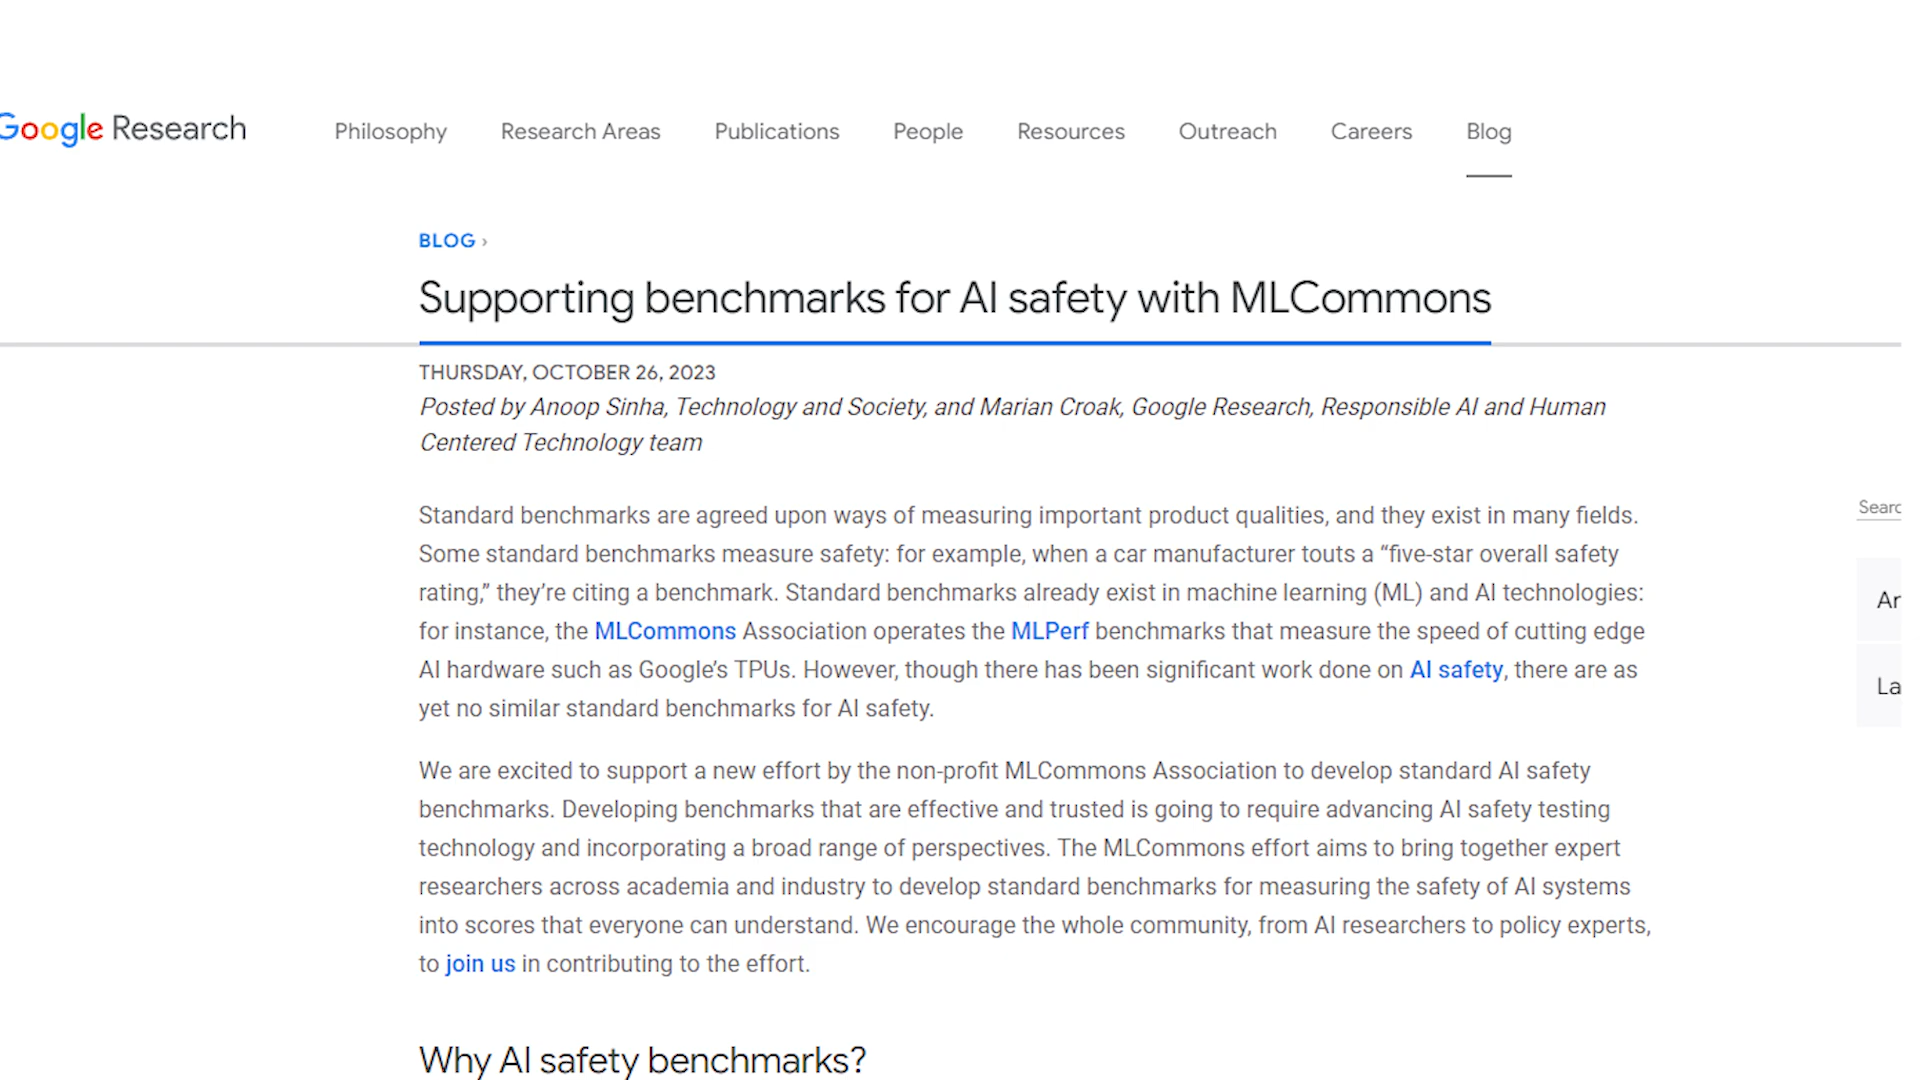 Google Research
Philosophy
Research Areas
Publications
People
Resources
Outreach
Careers
Blog
BLOG ›
Supporting benchmarks for AI safety with MLCommons
THURSDAY, OCTOBER 26, 2023
Posted by Anoop Sinha, Technology and Society, and Marian Croak, Google Research, Responsible AI and Human
Centered Technology team
Standard benchmarks are agreed upon ways of measuring important product qualities, and they exist in many fields.
Some standard benchmarks measure safety: for example, when a car manufacturer touts a “five-star overall safety
rating,” they’re citing a benchmark. Standard benchmarks already exist in machine learning (ML) and AI technologies:
for instance, the MLCommons Association operates the MLPerf benchmarks that measure the speed of cutting edge
AI hardware such as Google’s TPUs. However, though there has been significant work done on AI safety, there are as
yet no similar standard benchmarks for AI safety.
We are excited to support a new effort by the non-profit MLCommons Association to develop standard AI safety
benchmarks. Developing benchmarks that are effective and trusted is going to require advancing AI safety testing
technology and incorporating a broad range of perspectives. The MLCommons effort aims to bring together expert
researchers across academia and industry to develop standard benchmarks for measuring the safety of AI systems
into scores that everyone can understand. We encourage the whole community, from AI researchers to policy experts,
to join us in contributing to the effort.
Why AI safety benchmarks?
Searc
Ar
La